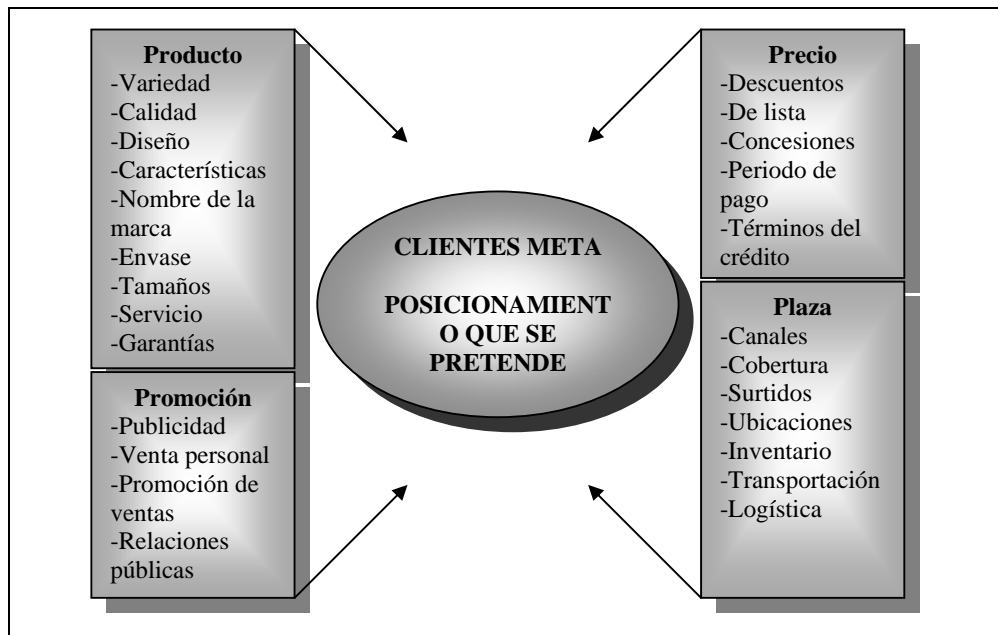 Producto
-Variedad
-Calidad
-Diseño
-Características
-Nombre de la
marca
-Envase
-Tamaños
-Servicio
-Garantías
Promoción
-Publicidad
-Venta personal
-Promoción de
ventas
-Relaciones
públicas
CLIENTES META
POSICIONAMIENT
O QUE SE
PRETENDE
Precio
-Descuentos
-De lista
-Concesiones
-Periodo de
pago
-Términos del
crédito
Plaza
-Canales
-Cobertura
-Surtidos
-Ubicaciones
-Inventario
-Transportación
-Logística